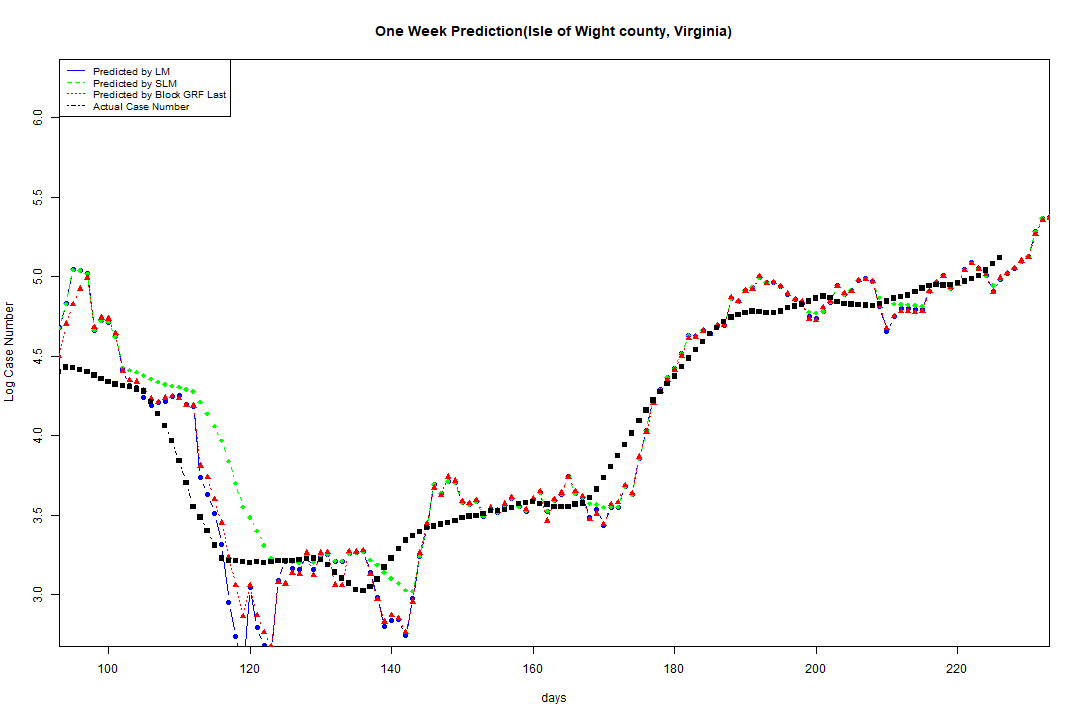 One Week Prediction(Isle of Wight county, Virginia)
Predicted by LM
Predicted by SLM
Predicted by Block GRF Last
Actual Case Number
Log Case Number
6.0
5.5
5.0
4.5
4.0
3.5
3.0
100 120 140 160 180 200 220
days